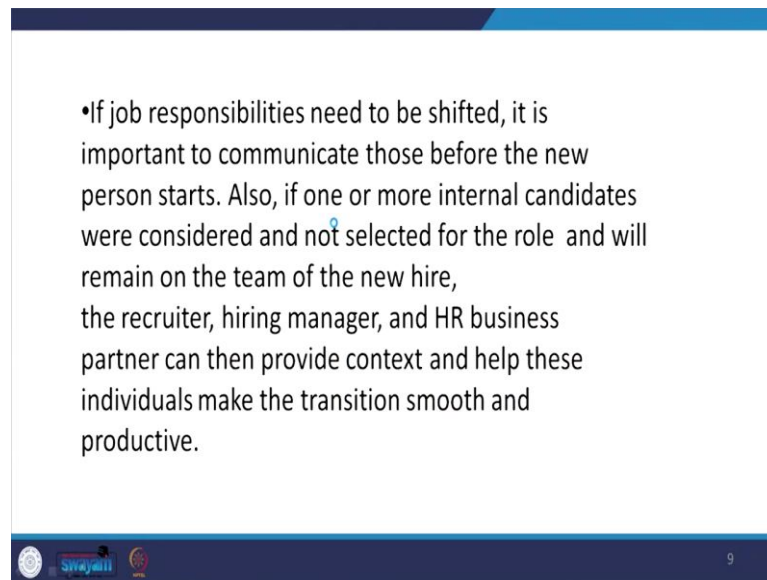 •If job responsibilities need to be shifted, it is
important to communicate those before the new
person starts. Also, if one or more internal candidates
were considered and not selected for the role and will
remain on the team of the new hire,
the recruiter, hiring manager, and HR business
partner can then provide context and help these
individuals make the transition smooth and
productive.
swayam
9